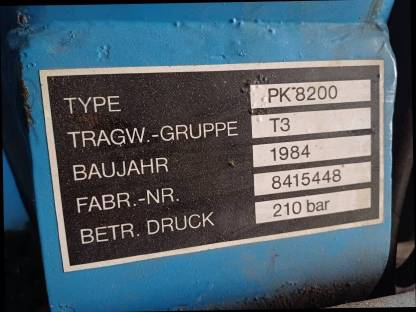 TYPE PK 8200
TRAGW.-GRUPPE T3
BAUJAHR 1984
FABR.-NR. 8415448
BETR. DRUCK 210 bar